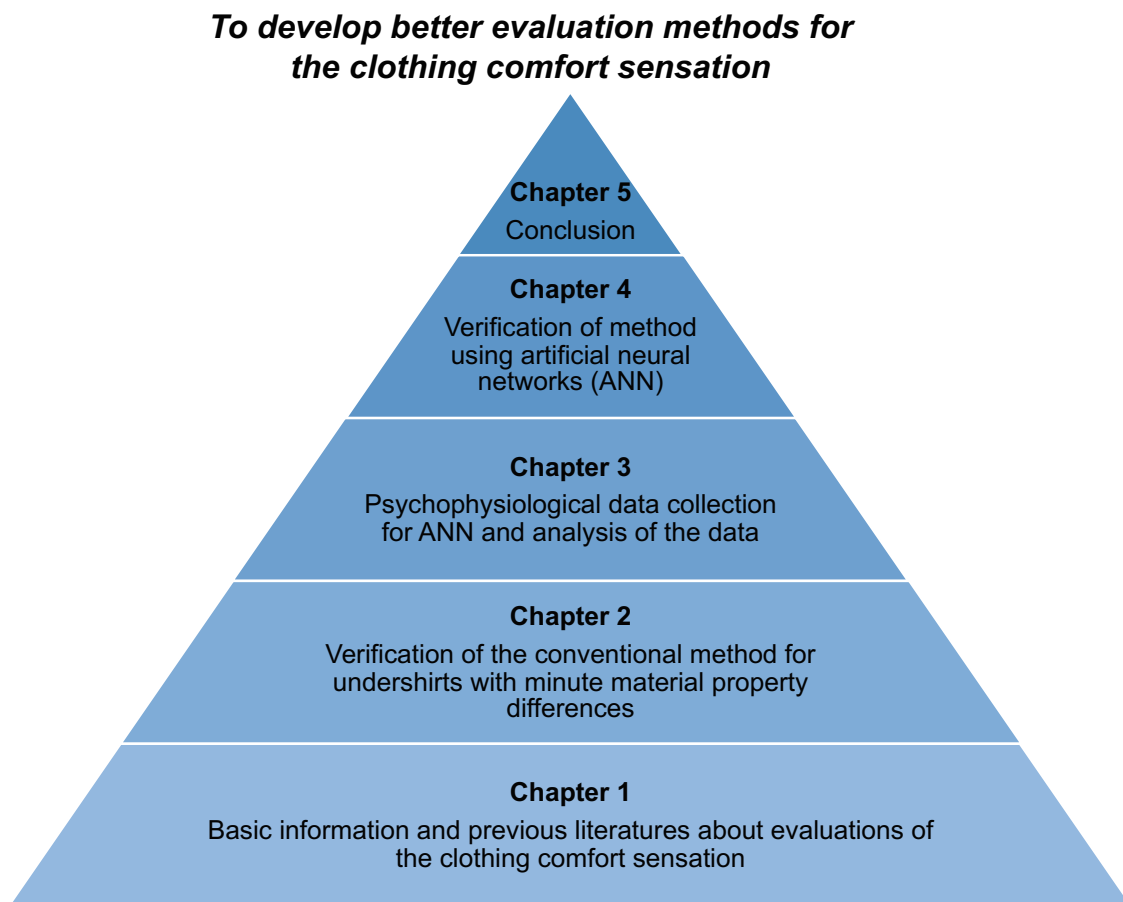 To develop better evaluation methods for
the clothing comfort sensation
Chapter 5
Conclusion
Chapter 4
Verification of method
using artificial neural
networks (ANN)
Chapter 3
Psychophysiological data collection
for ANN and analysis of the data
Chapter 2
Verification of the conventional method for
undershirts with minute material property
differences
Chapter 1
Basic information and previous literatures about evaluations of
the clothing comfort sensation